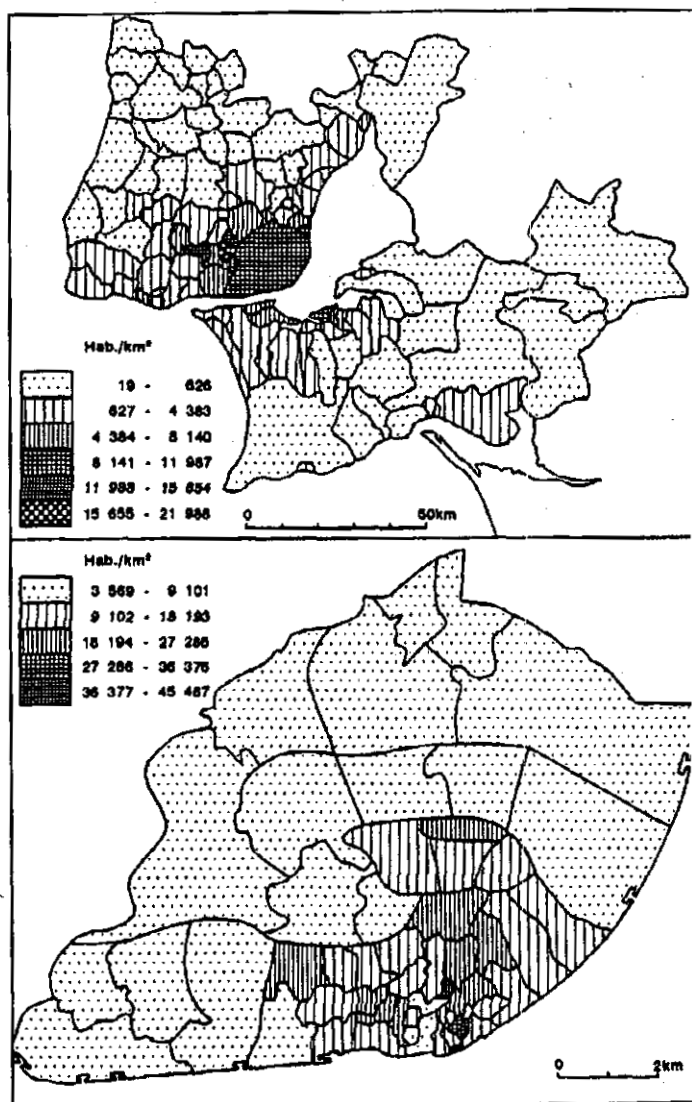 Hab./km²
19 - 626
627 - 4 383
4 384 - 8 140
8 141 - 11 987
11 988 - 15 654
15 655 - 21 988
0 50km
Hab./km²
3 569 - 9 101
9 102 - 18 193
18 194 - 27 285
27 286 - 36 376
36 377 - 45 467
0 2km